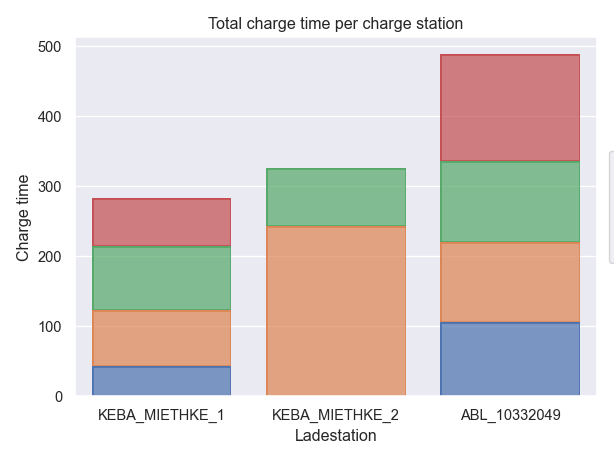 Total charge time per charge station
Charge time
500
400
300
200
100
0
KEBA_MIETHKE_1 KEBA_MIETHKE_2 ABL_10332049
Ladestation